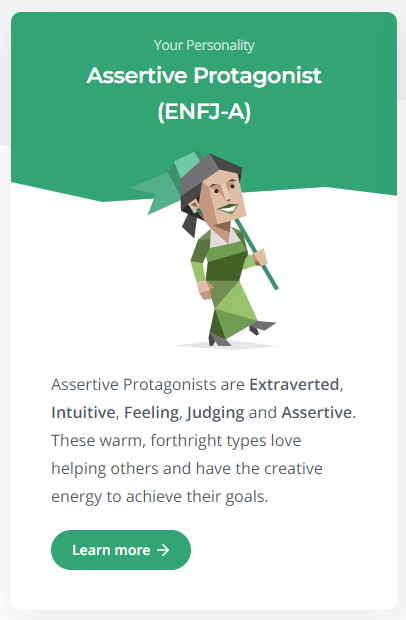 Your Personality
Assertive Protagonist
(ENFJ-A)
Assertive Protagonists are Extraverted,
Intuitive, Feeling, Judging and Assertive.
These warm, forthright types love
helping others and have the creative
energy to achieve their goals.
Learn more →